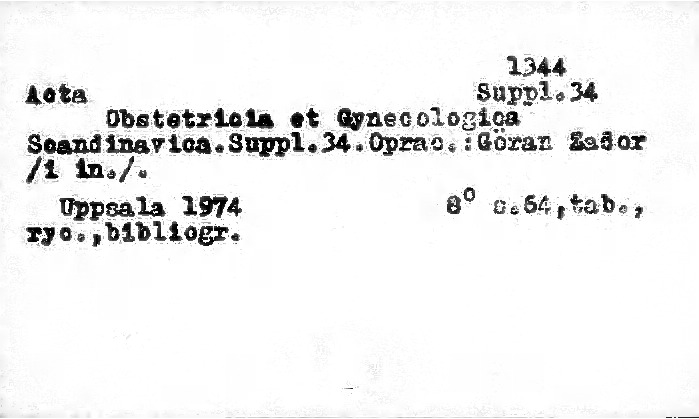 1344
Acta Suppl.34
Obstetricia et Gynecologica
Scandinavica.Suppl.34.Oprac.:Göran Zador
/i in./.
Uppsala 1974 8° s.64,tab.,
ryc.,bibliogr.